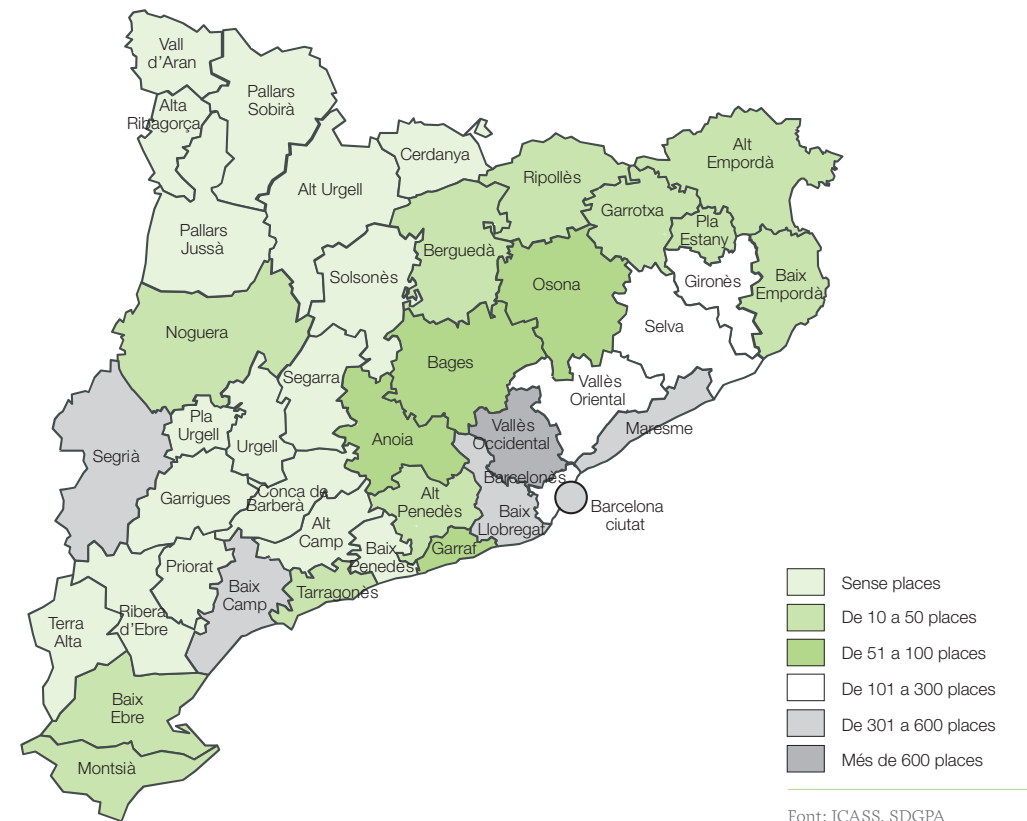 Vall
d'Aran
Pallars
Sobirà
Alta
Ribagorça
Cerdanya
Alt Urgell
Ripollès
Alt
Empordà
Garrotxa
Pla
Estany
Pallars
Jussà
Berguedà
Solsonès
Osona
Gironès
Baix
Empordà
Selva
Noguera
Bages
Segarra
Vallès
Oriental
Pla
Urgell
Urgell
Anoia
Vallès
Occidental
Maresme
Segrià
Barcelonès
Garrigues
Conca de
Barberà
Alt
Penedès
Baix
Llobregat
Barcelona
ciutat
Alt
Camp
Baix
Penedès
Garraf
Priorat
Baix
Camp
Tarragonès
Ribera
d'Ebre
Terra
Alta
Baix
Ebre
Montsià
Sense places
De 10 a 50 places
De 51 a 100 places
De 101 a 300 places
De 301 a 600 places
Més de 600 places
Font: ICASS, SDGPA